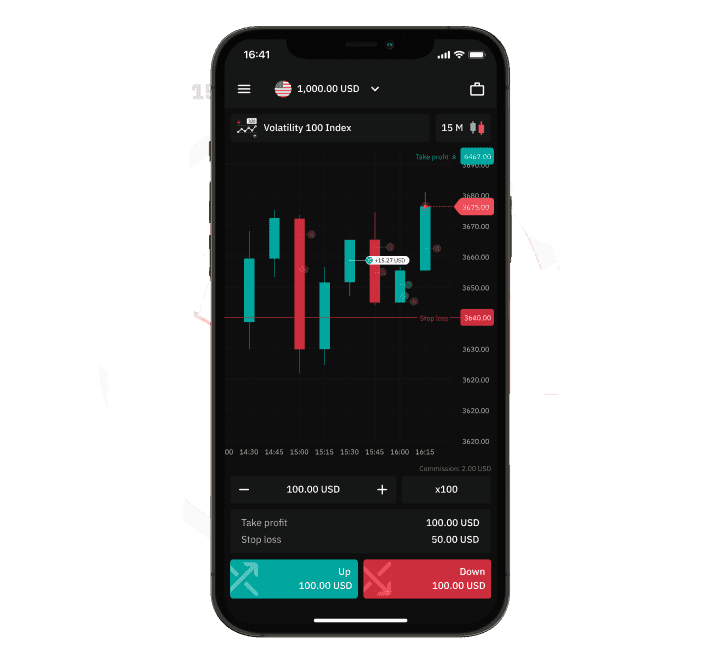 16:41
15
1,000.00 USD
Volatility 100 Index
15 M
Take profit
6467.00
3690.00
3680.00
3675.00
3670.00
3660.00
+15.27 USD
3650.00
Stop loss
3640.00
3630.00
3620.00
3620.00
3620.00
00 14:30 14:45 15:00 15:15 15:30 15:45 16:00 16:15
Commission: 2.00 USD
− 100.00 USD +
x100
Take profit 100.00 USD
Stop loss 50.00 USD
Up
100.00 USD
Down
100.00 USD